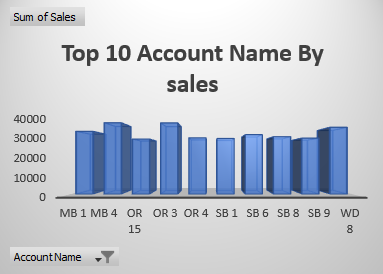 Sum of Sales
Top 10 Account Name By
sales
40000
30000
20000
10000
0
MB 1 MB 4 OR OR 3 OR 4 SB 1 SB 6 SB 8 SB 9 WD
15 8
Account Name